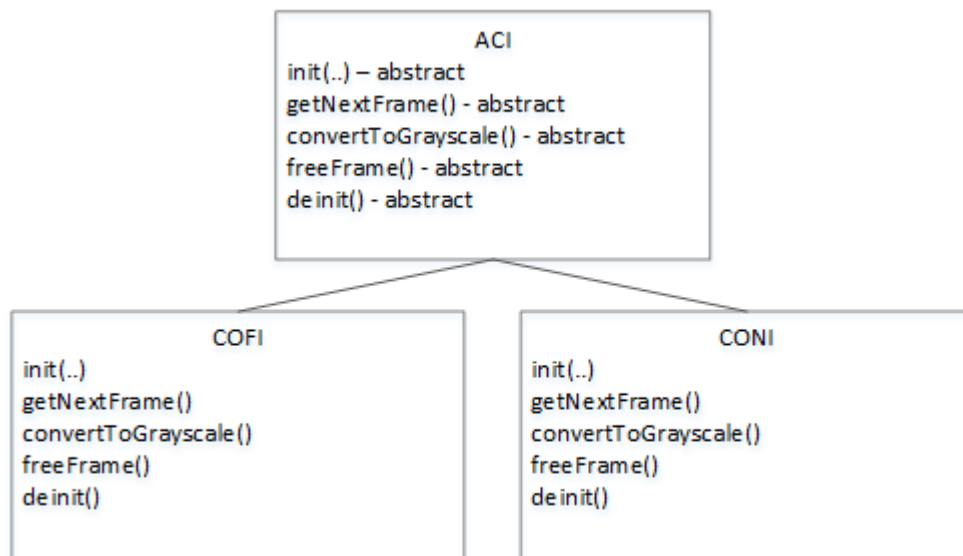 ACI
init(..) – abstract
getNextFrame() - abstract
convertToGrayscale() - abstract
freeFrame() - abstract
deinit() - abstract
COFI
init(..)
getNextFrame()
convertToGrayscale()
freeFrame()
deinit()
CONI
init(..)
getNextFrame()
convertToGrayscale()
freeFrame()
deinit()